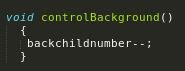 void controlBackground()
{
backchildnumber--;
}